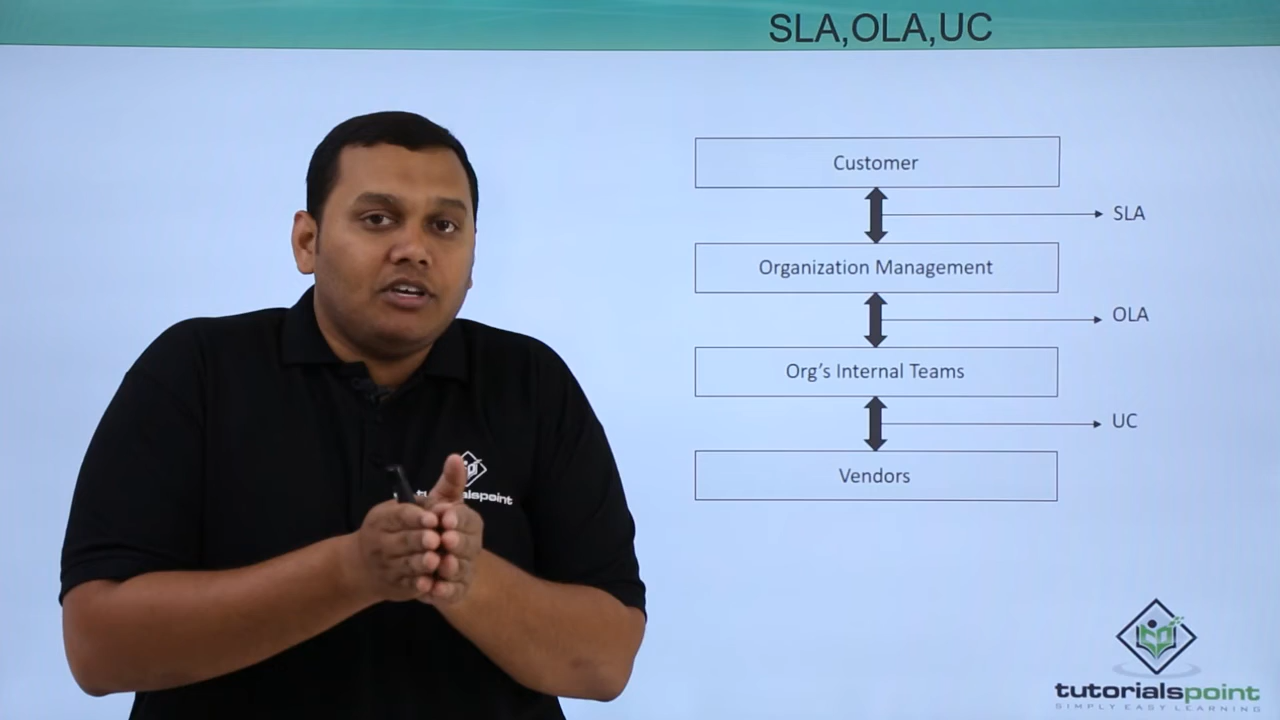 SLA,OLA,UC
Customer
SLA
Organization Management
OLA
Org's Internal Teams
UC
Vendors
tutorialspoint
SIMPLY EASY LEARNING